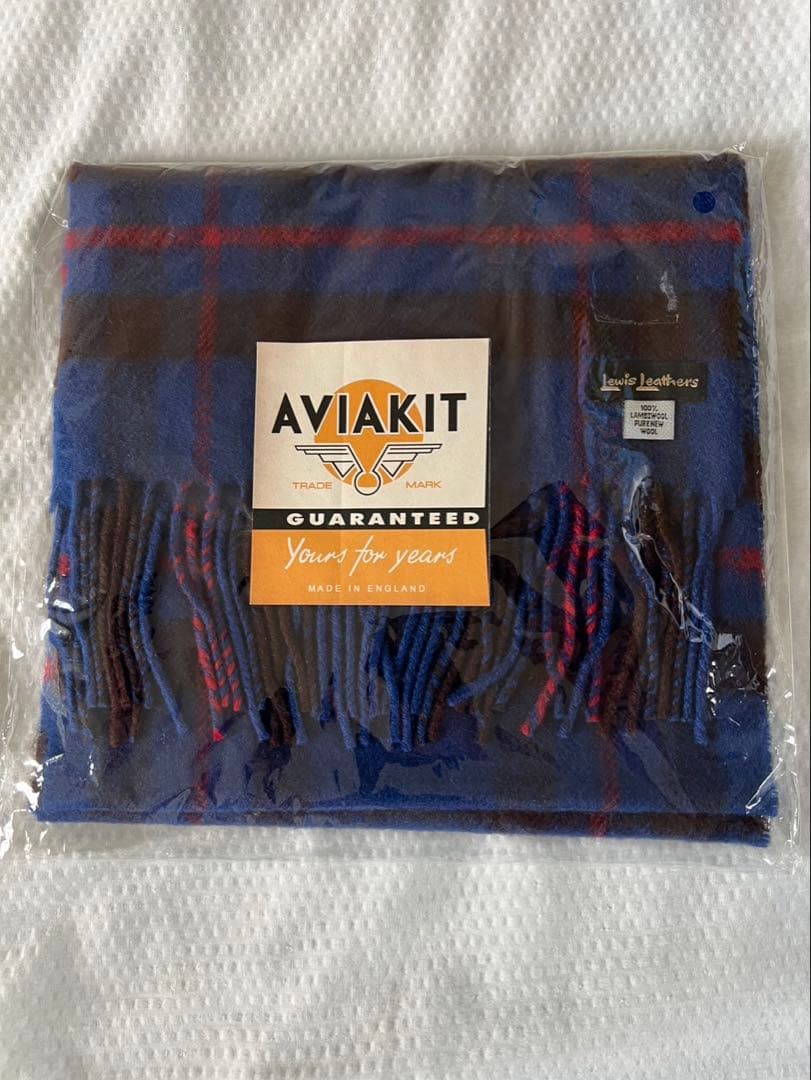 AVIAKIT
TRADE MARK
GUARANTEED
Yours for years
MADE IN ENGLAND
Lewis Leathers
100%
LAMBSWOOL
PURE NEW
WOOL